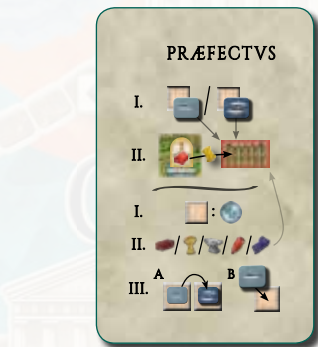 PRÆFECTVS
I. /
II.
I. :
II. / / / /
III. A B